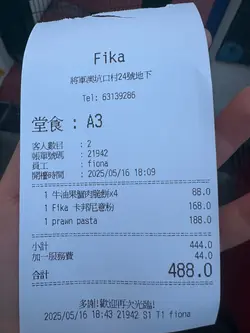 Fika
將軍澳坑口村24號地下
Tel: 63139286
堂食 : A3
客人數目 : 2
帳單號碼 : 21942
員工 : fiona
開檯時間 : 2025/05/16 18:09
1 牛油果蟹肉脆餅x4 88.0
1 Fika 卡邦尼意粉 168.0
1 prawn pasta 188.0
小計 444.0
加一服務費 44.0
合計 488.0
多謝!歡迎再次光臨!
2025/05/16 18:43 21942 S1 T1 fiona